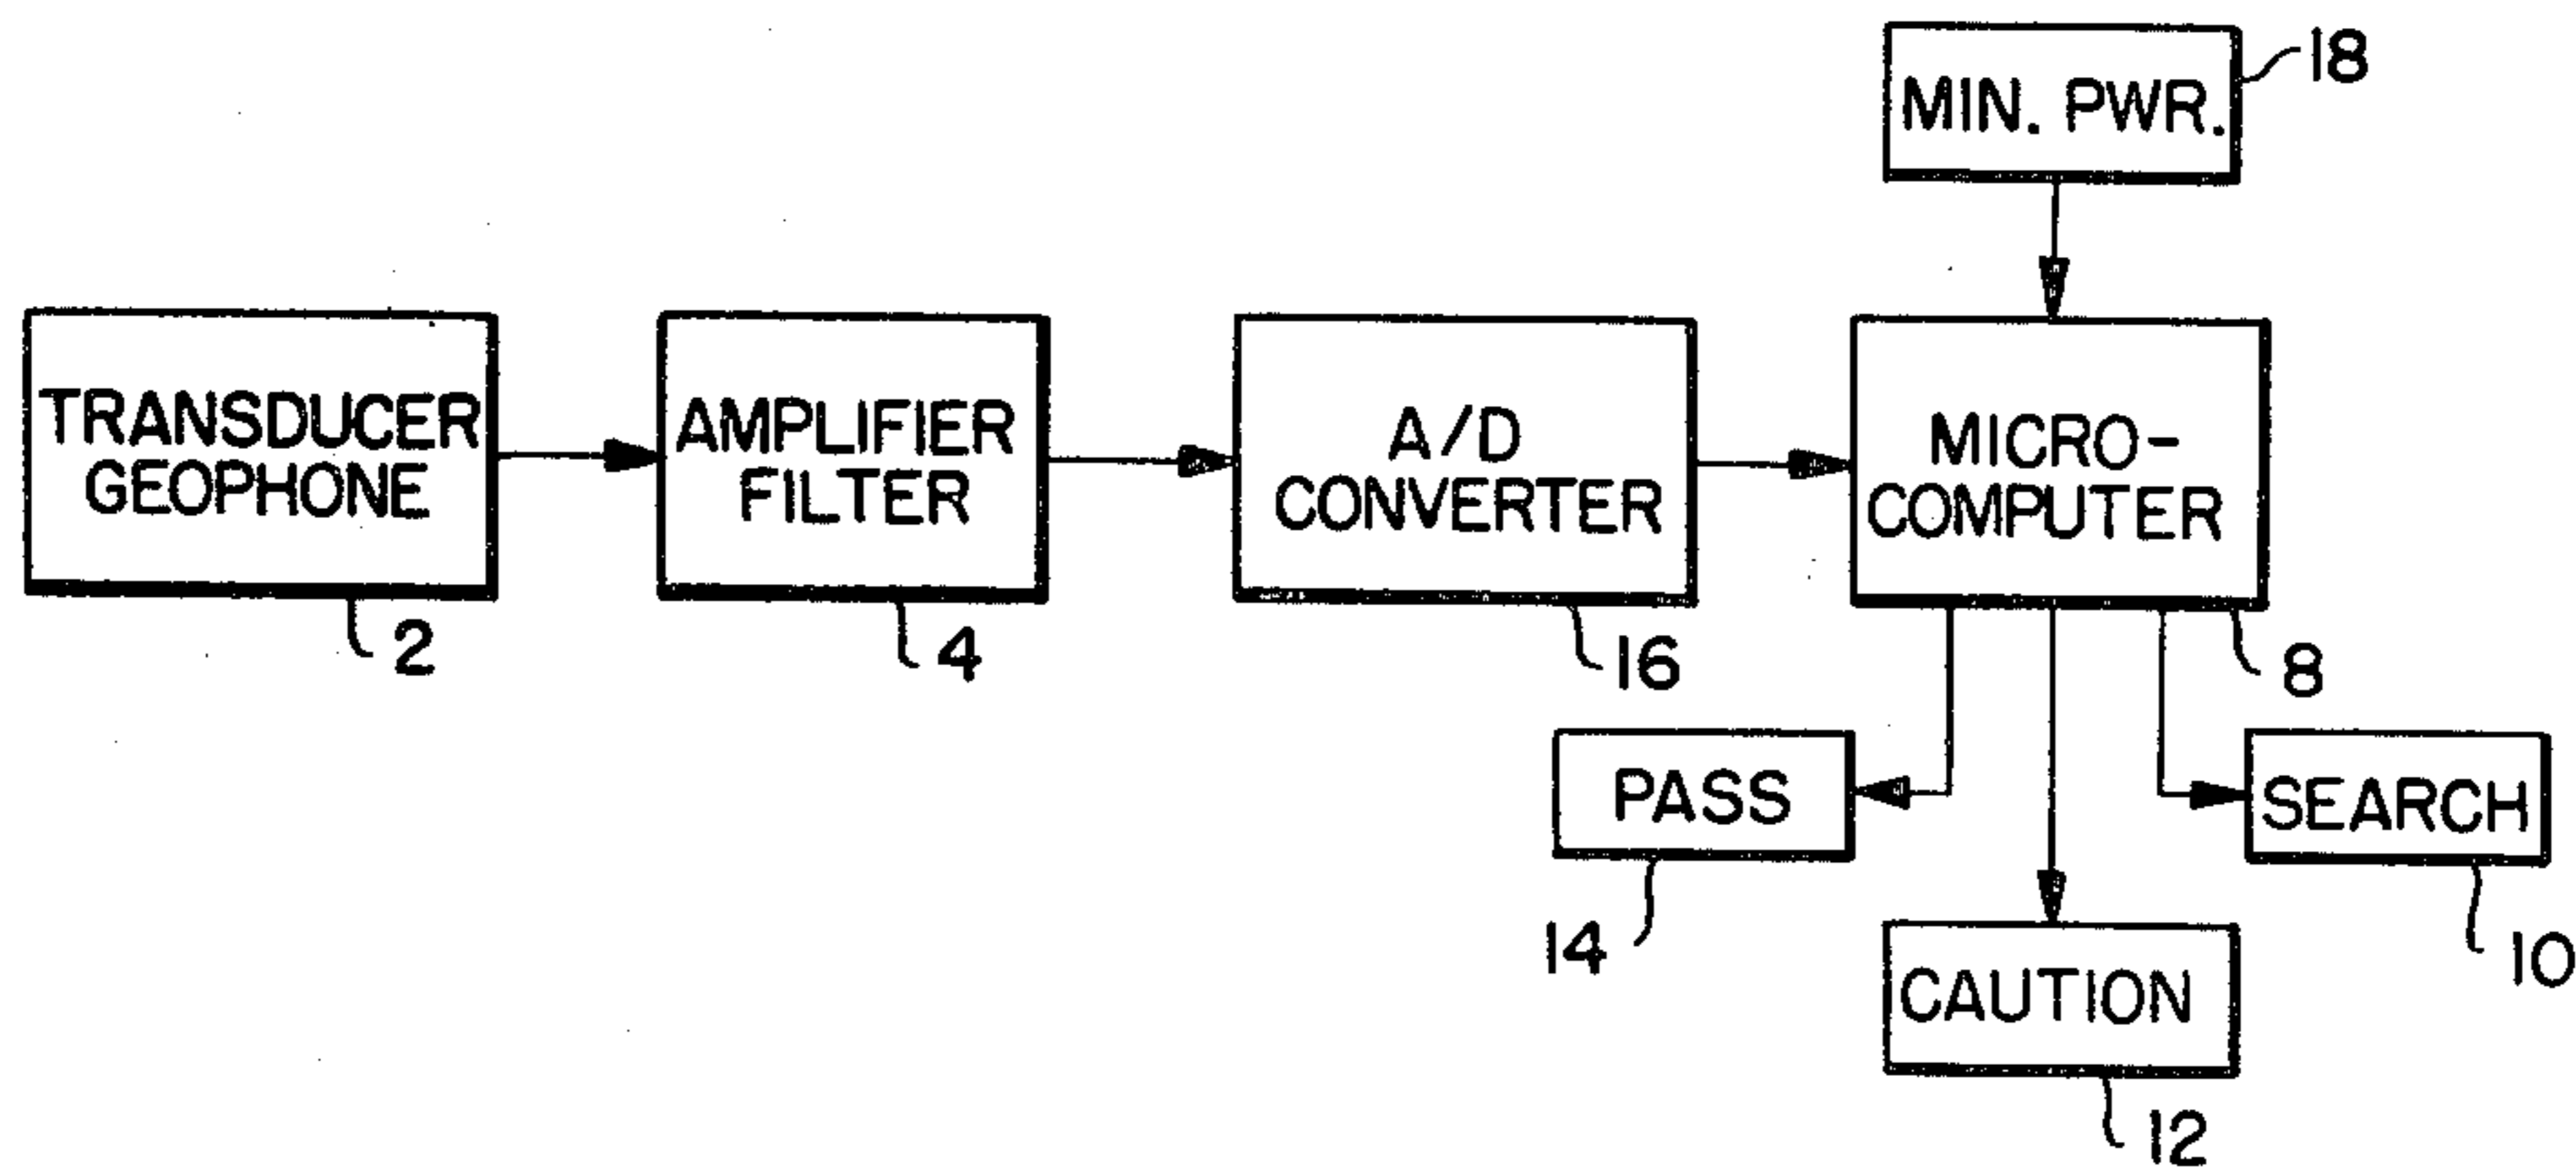 MIN. PWR.
18
TRANSDUCER
GEOPHONE
2
AMPLIFIER
FILTER
4
A/D
CONVERTER
16
MICRO-
COMPUTER
8
PASS
14
CAUTION
12
SEARCH
10